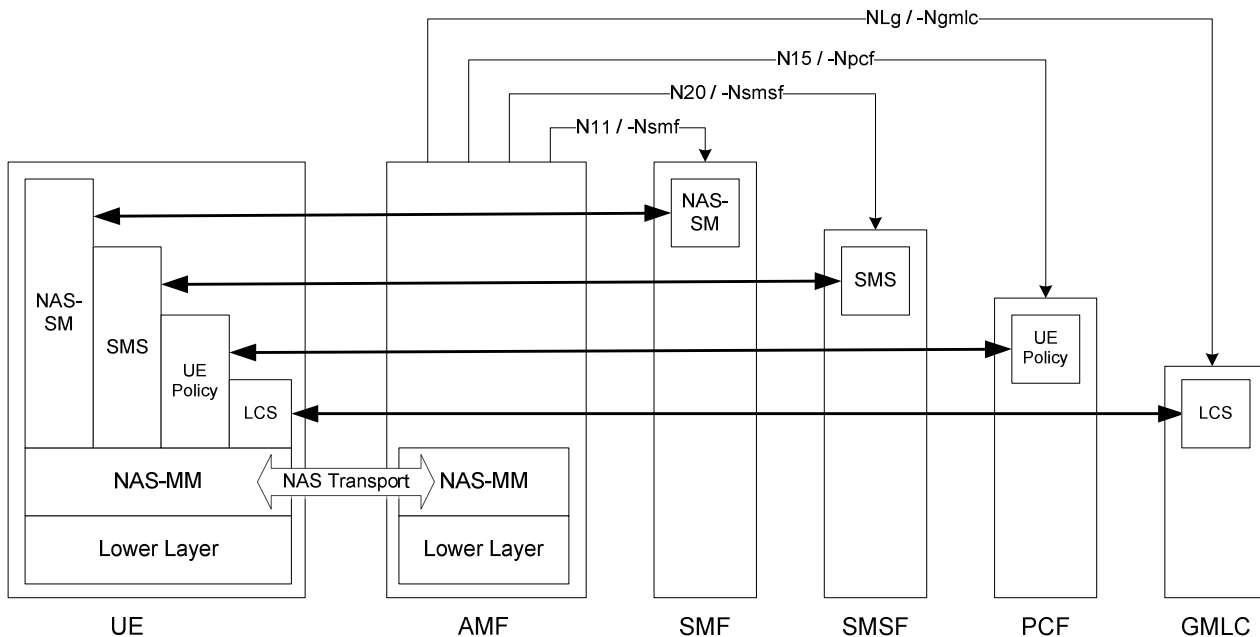 NLg / -Ngmlc
N15 / -Npcf
N20 / -Nsmsf
N11 / -Nsmf
NAS-
SM
SMS
UE
Policy
LCS
NAS-
SM
SMS
UE
Policy
LCS
NAS-MM
NAS Transport
NAS-MM
Lower Layer
Lower Layer
UE
AMF
SMF
SMSF
PCF
GMLC